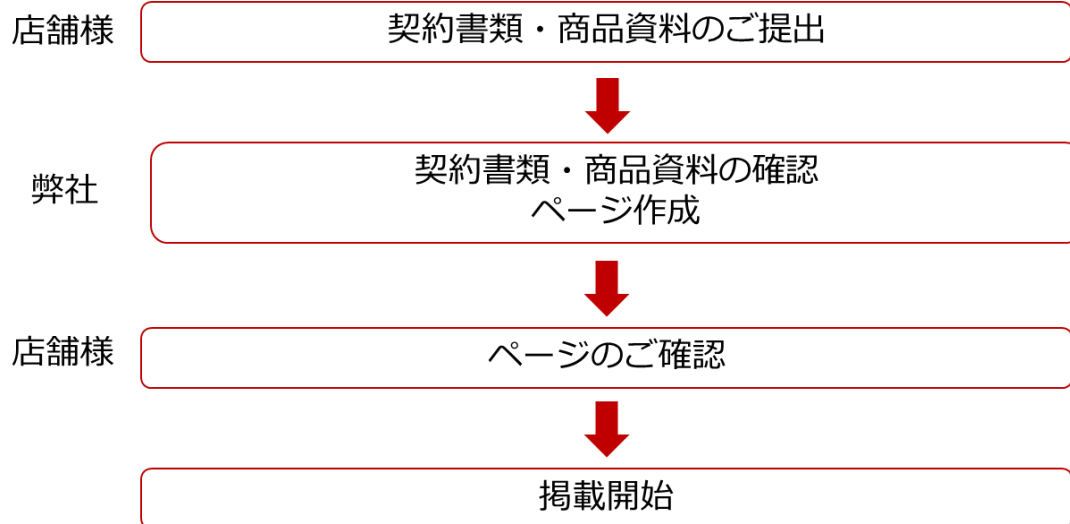 店舗様
契約書類・商品資料のご提出
弊社
契約書類・商品資料の確認
ページ作成
店舗様
ページのご確認
掲載開始